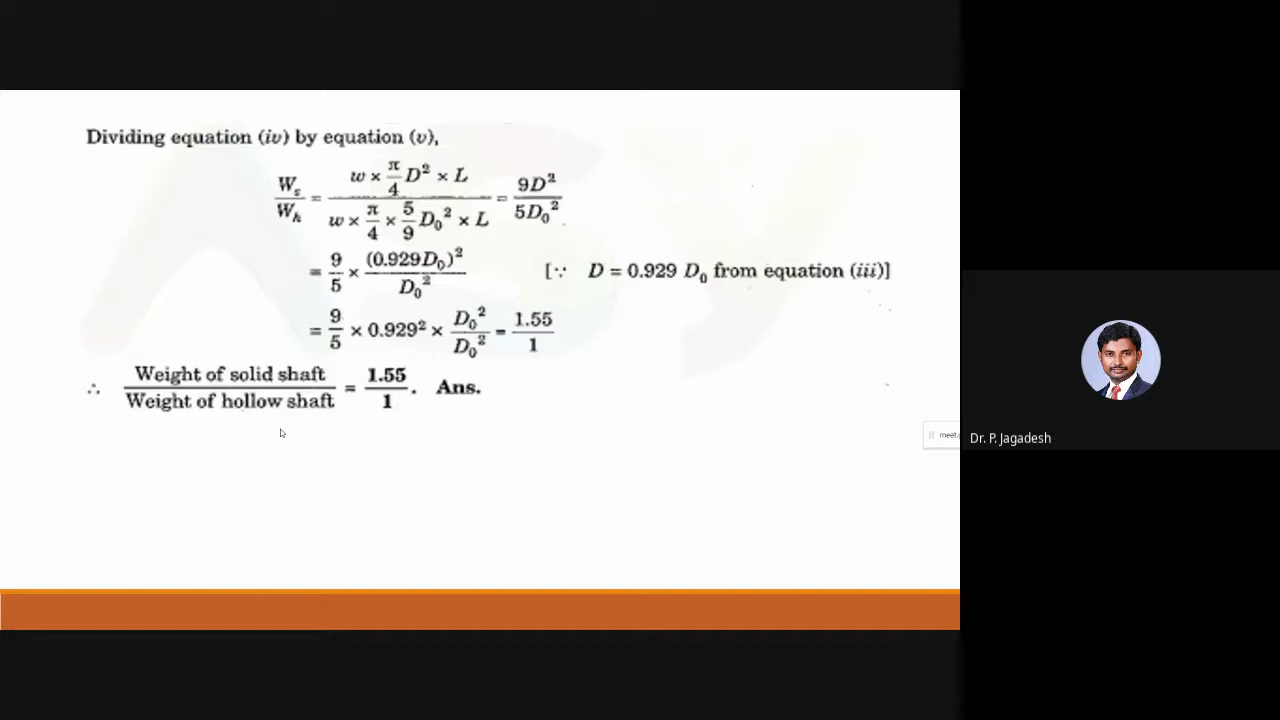 Dividing equation (iv) by equation (v),
W_s / W_h = (w × π/4 D² × L) / (w × π/4 × 5/9 D₀² × L) = 9D² / 5D₀²
= 9/5 × (0.929D₀)² / D₀² [∵ D = 0.929 D₀ from equation (iii)]
= 9/5 × 0.929² × D₀² / D₀² = 1.55 / 1
∴ Weight of solid shaft / Weight of hollow shaft = 1.55 / 1 . Ans.
Dr. P. Jagadesh